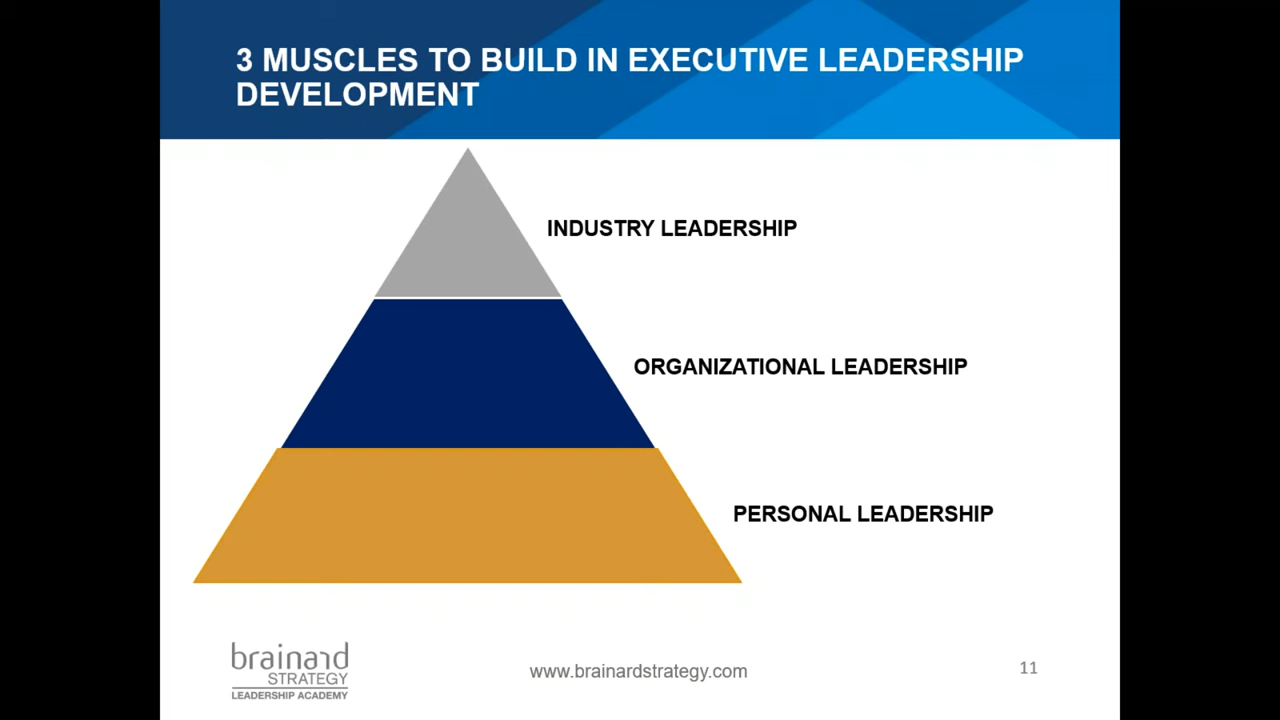 3 MUSCLES TO BUILD IN EXECUTIVE LEADERSHIP
DEVELOPMENT
INDUSTRY LEADERSHIP
ORGANIZATIONAL LEADERSHIP
PERSONAL LEADERSHIP
brainard
STRATEGY
LEADERSHIP ACADEMY
www.brainardstrategy.com
11